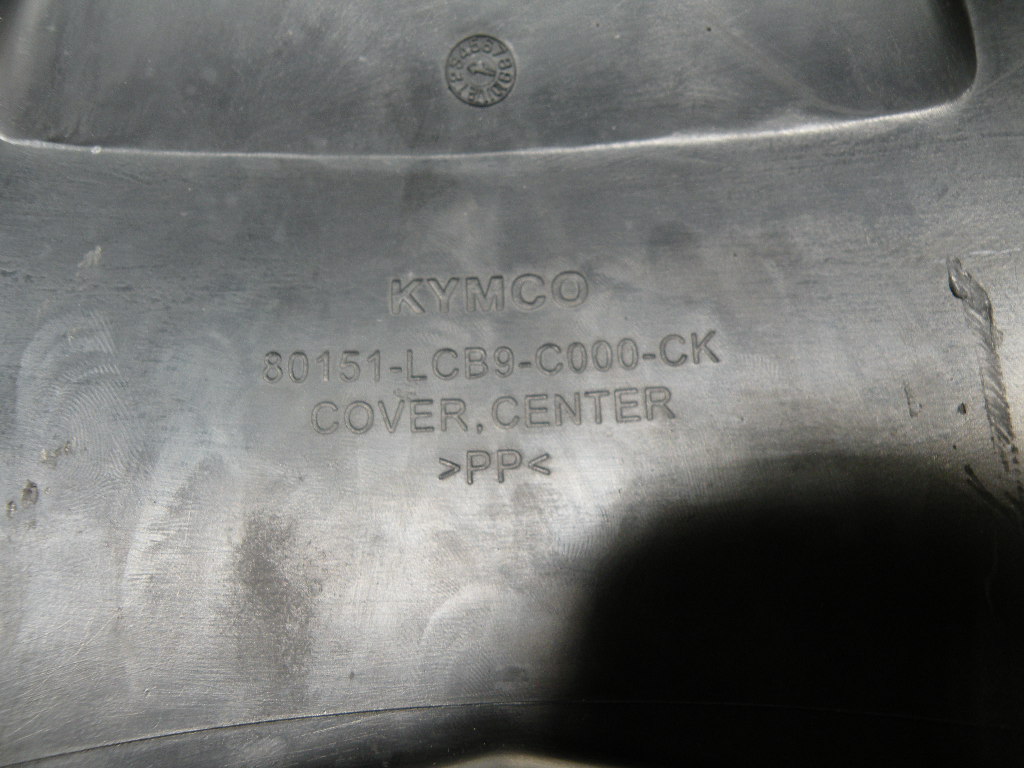 KYMCO
80151-LCB9-C000-CK
COVER,CENTER
>PP<